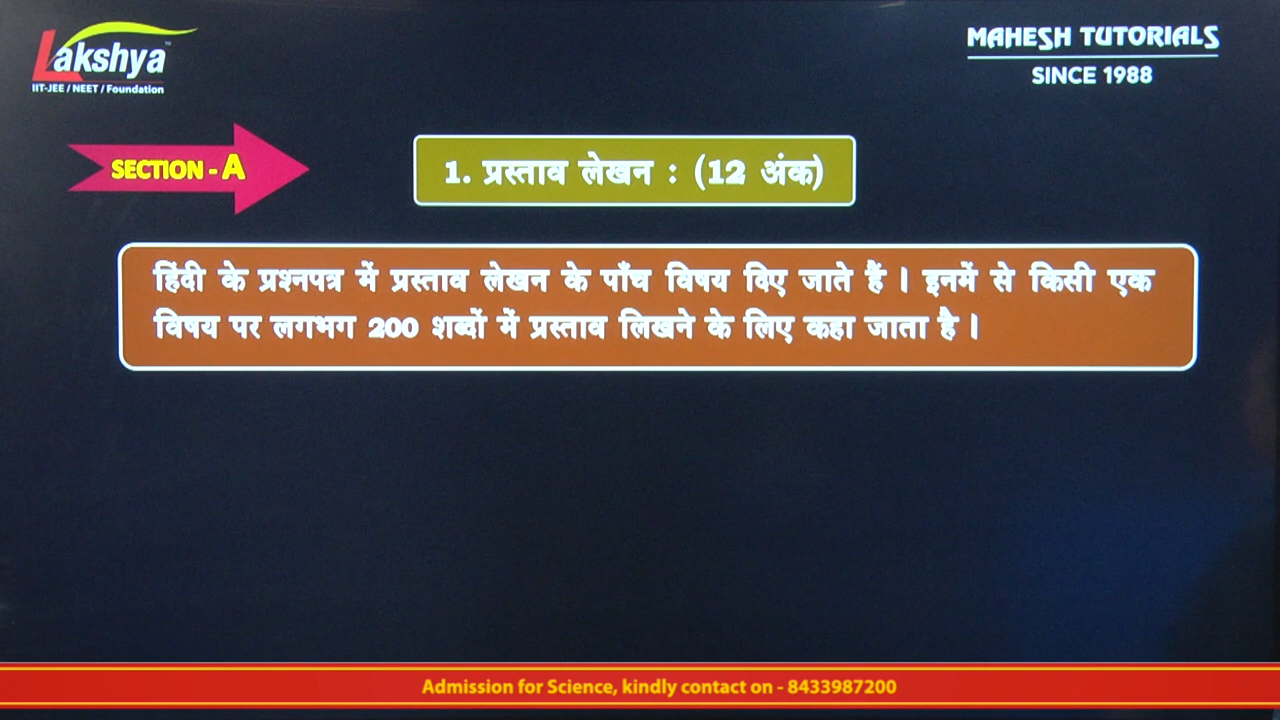 Lakshya
IIT-JEE / NEET / Foundation
MAHESH TUTORIALS
SINCE 1988
SECTION - A
1. प्रस्ताव लेखन : (12 अंक)
हिंदी के प्रश्नपत्र में प्रस्ताव लेखन के पाँच विषय दिए जाते हैं । इनमें से किसी एक
विषय पर लगभग 200 शब्दों में प्रस्ताव लिखने के लिए कहा जाता है ।
Admission for Science, kindly contact on - 8433987200